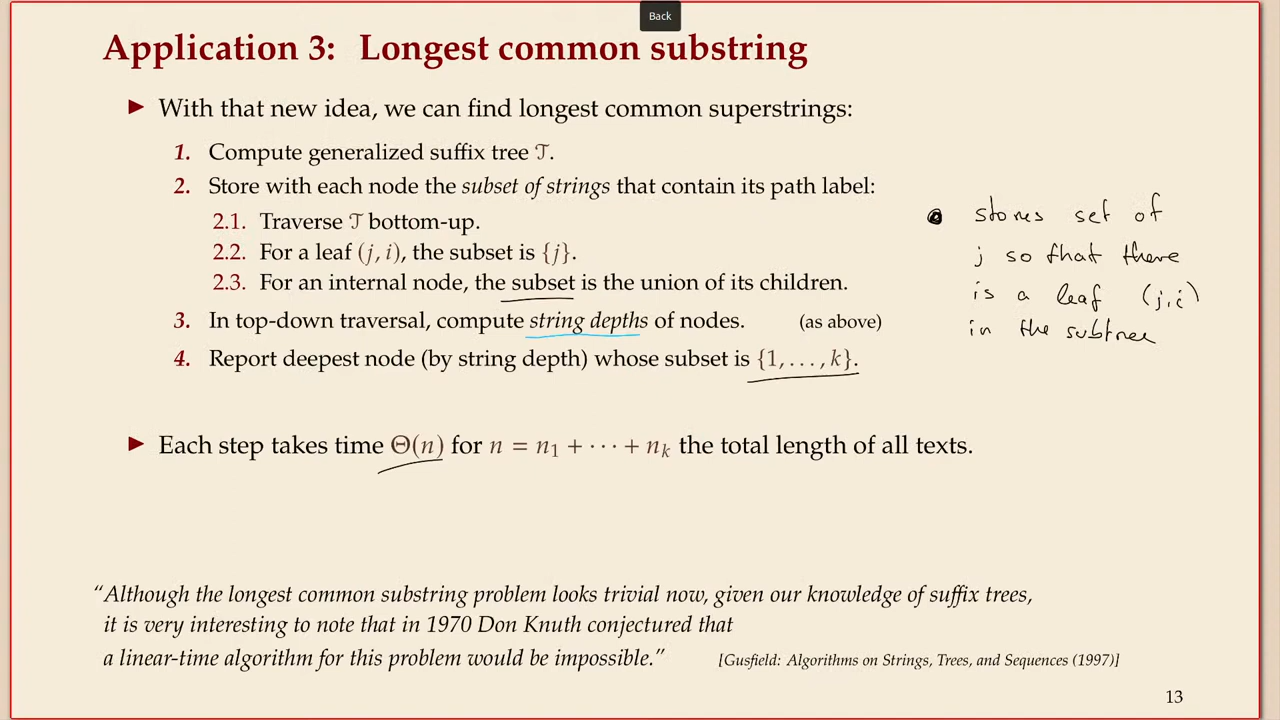 Back
Application 3: Longest common substring
▶ With that new idea, we can find longest common superstrings:
1. Compute generalized suffix tree 𝒯.
2. Store with each node the subset of strings that contain its path label:
2.1. Traverse 𝒯 bottom-up.
2.2. For a leaf (j, i), the subset is {j}.
2.3. For an internal node, the subset is the union of its children.
3. In top-down traversal, compute string depths of nodes. (as above)
4. Report deepest node (by string depth) whose subset is {1, . . . , k}.
stores set of
j so that there
is a leaf (j,i)
in the subtree
▶ Each step takes time Θ(n) for n = n₁ + · · · + nₖ the total length of all texts.
“Although the longest common substring problem looks trivial now, given our knowledge of suffix trees,
it is very interesting to note that in 1970 Don Knuth conjectured that
a linear-time algorithm for this problem would be impossible.” [Gusfield: Algorithms on Strings, Trees, and Sequences (1997)]
13